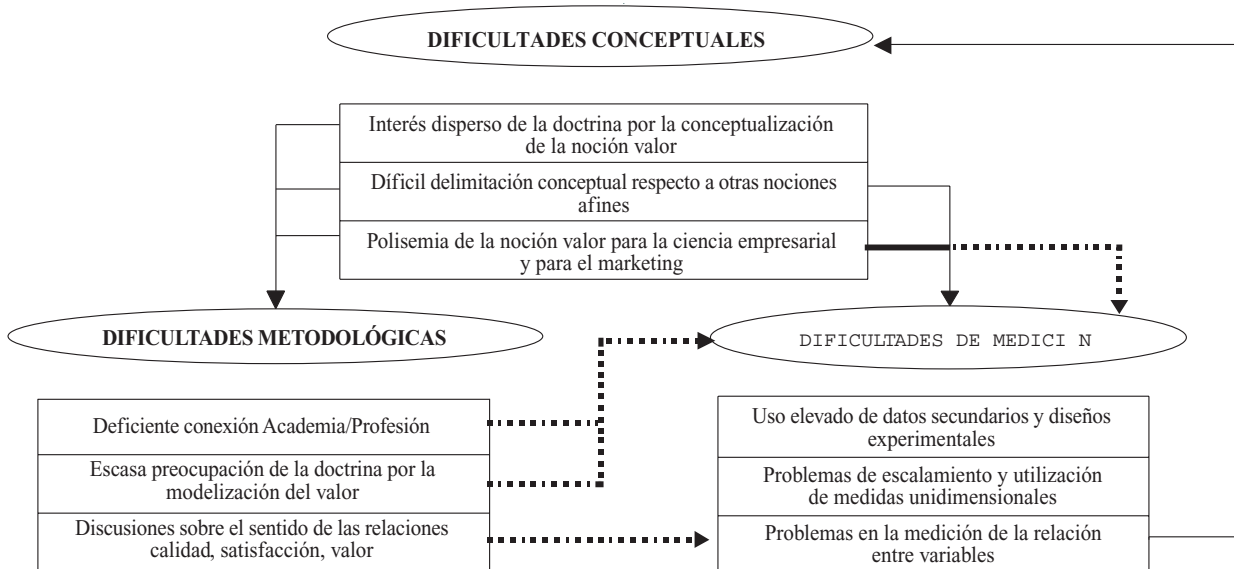 DIFICULTADES CONCEPTUALES
Interés disperso de la doctrina por la conceptualización
de la noción valor
Díficil delimitación conceptual respecto a otras nociones
afines
Polisemia de la noción valor para la ciencia empresarial
y para el marketing
DIFICULTADES METODOLÓGICAS
DIFICULTADES DE MEDICI N
Deficiente conexión Academia/Profesión
Escasa preocupación de la doctrina por la
modelización del valor
Discusiones sobre el sentido de las relaciones
calidad, satisfacción, valor
Uso elevado de datos secundarios y diseños
experimentales
Problemas de escalamiento y utilización
de medidas unidimensionales
Problemas en la medición de la relación
entre variables